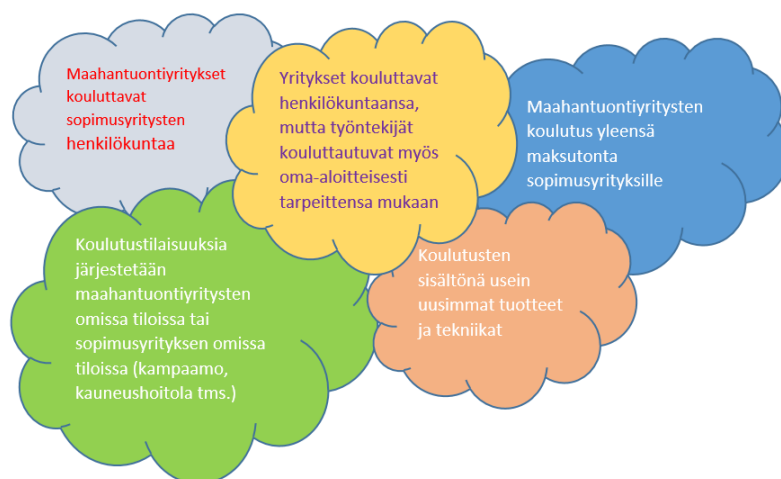 Maahantuontiyritykset
kouluttavat
sopimusyritysten
henkilökuntaa
Yritykset kouluttavat
henkilökuntaansa,
mutta työntekijät
kouluttautuvat myös
oma-aloitteisesti
tarpeittensa mukaan
Maahantuontiyritysten
koulutus yleensä
maksutonta
sopimusyrityksille
Koulutustilaisuuksia
järjestetään
maahantuontiyritysten
omissa tiloissa tai
sopimusyrityksen omissa
tiloissa (kampaamo,
kauneushoitola tms.)
Koulutusten
sisältönä usein
uusimmat tuotteet
ja tekniikat